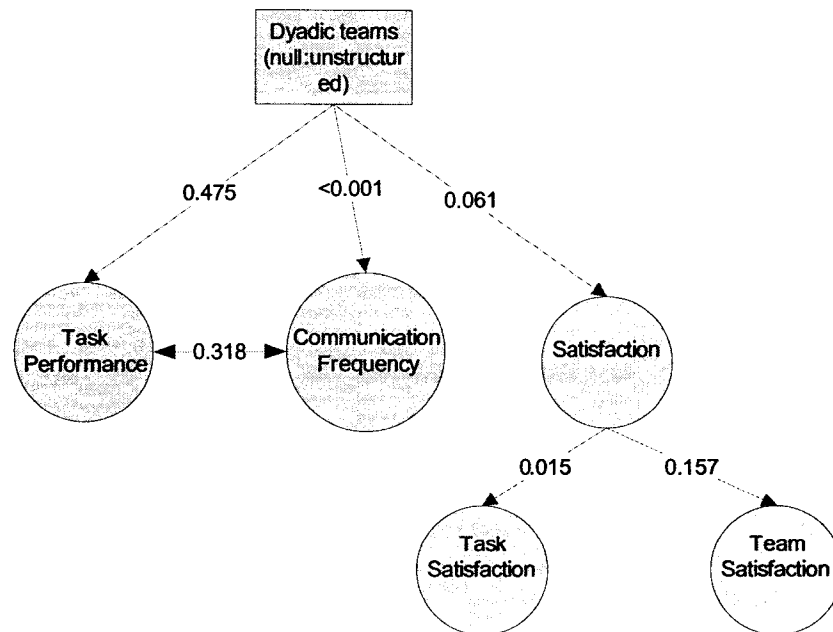 Dyadic teams
(null:unstructur
ed)
0.475
<0.001
0.061
Task
Performance
0.318
Communication
Frequency
Satisfaction
0.015
0.157
Task
Satisfaction
Team
Satisfaction